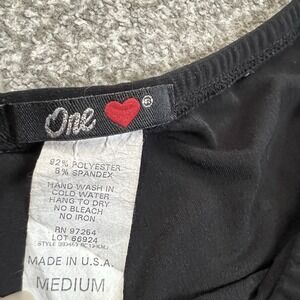 One ®
92% POLYESTER
8% SPANDEX
HAND WASH IN
COLD WATER
HANG TO DRY
NO BLEACH
NO IRON
RN 97264
LOT 66924
STYLE
MADE IN U.S.A.
MEDIUM